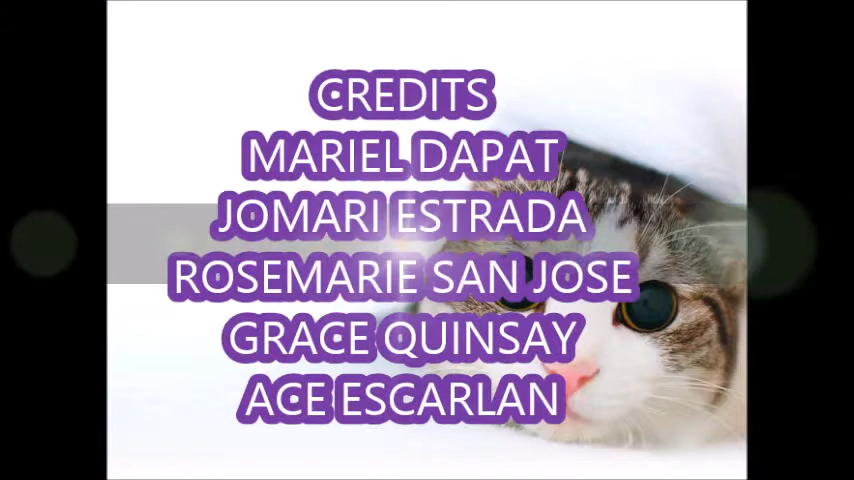 CREDITS
MARIEL DAPAT
JOMARI ESTRADA
ROSEMARIE SAN JOSE
GRACE QUINSAY
ACE ESCARLAN